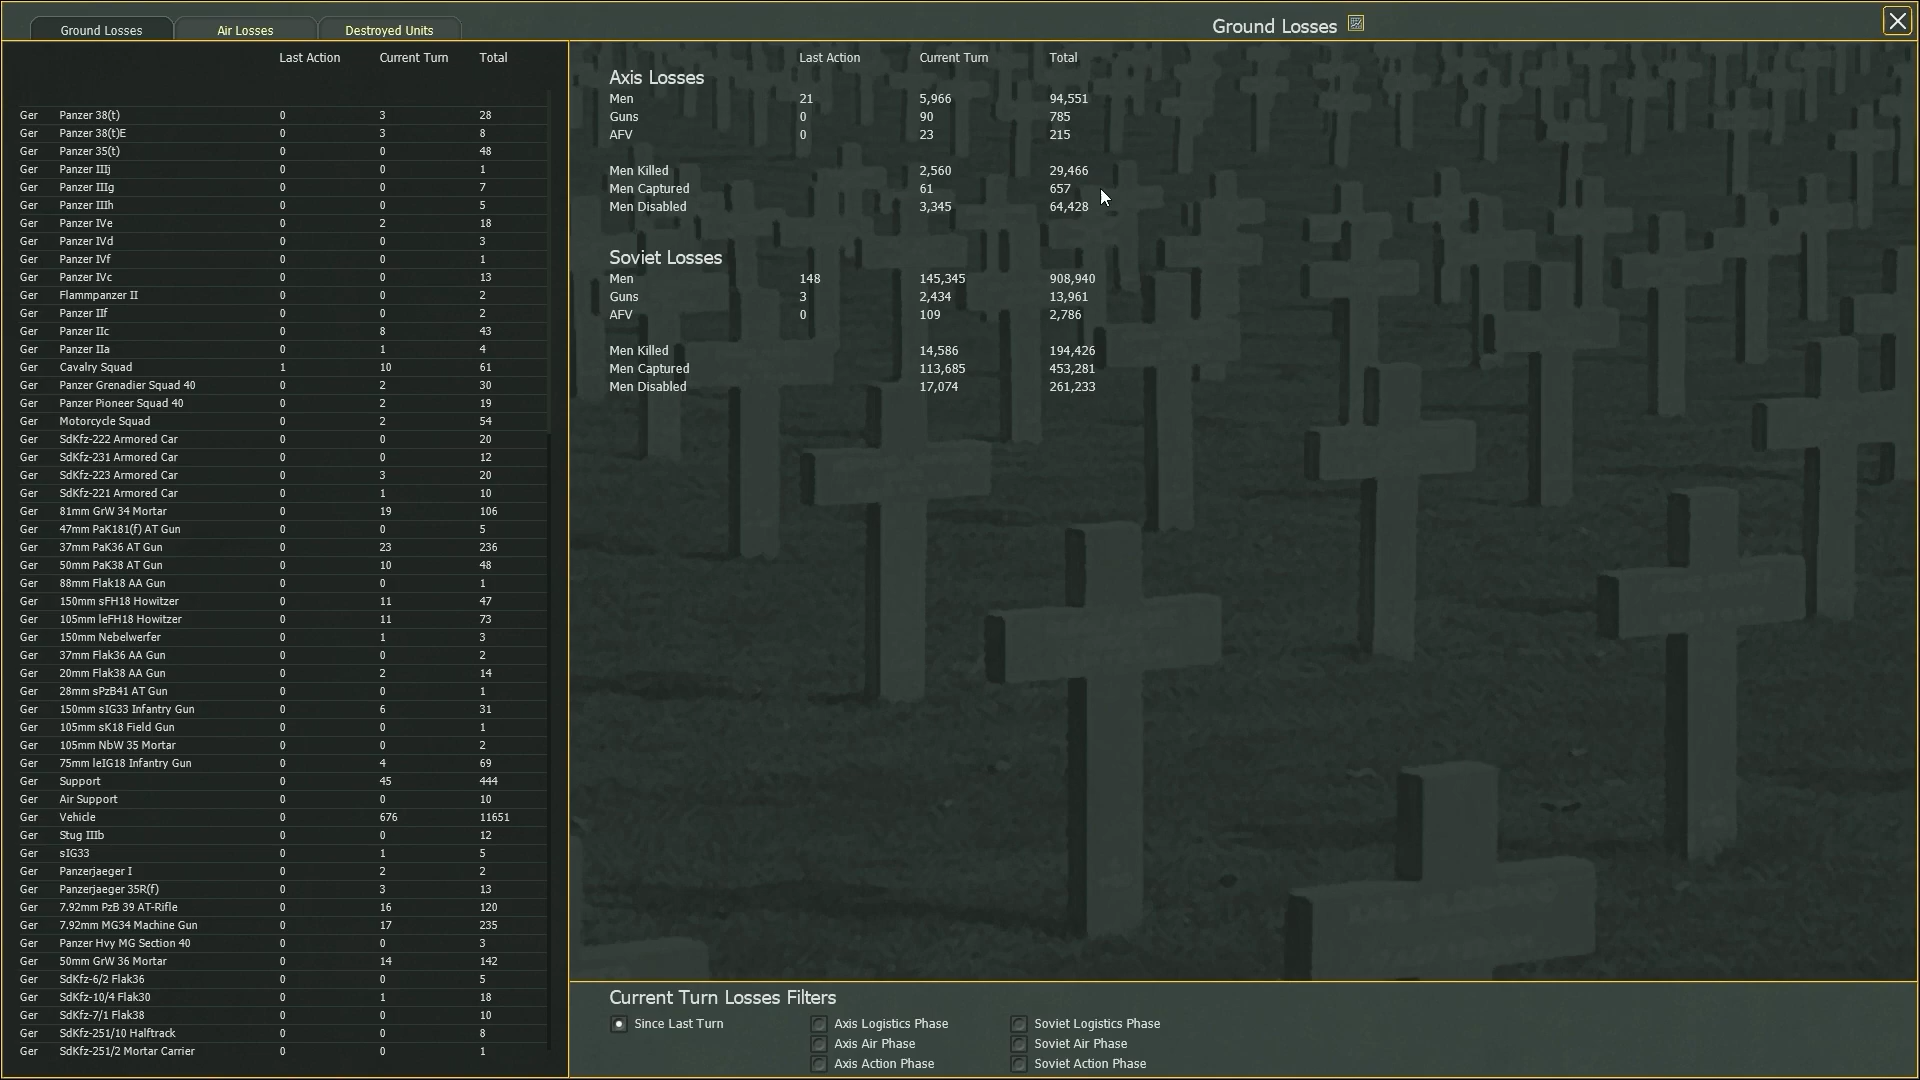 Ground Losses Air Losses Destroyed Units
Ground Losses
Last Action Current Turn Total
Ger Panzer 38(t) 0 3 28
Ger Panzer 38(t)E 0 3 8
Ger Panzer 35(t) 0 0 48
Ger Panzer IIIj 0 0 1
Ger Panzer IIIg 0 0 7
Ger Panzer IIIh 0 0 5
Ger Panzer IVe 0 2 18
Ger Panzer IVd 0 0 3
Ger Panzer IVf 0 0 1
Ger Panzer IVc 0 0 13
Ger Flammpanzer II 0 0 2
Ger Panzer IIf 0 0 2
Ger Panzer IIc 0 8 43
Ger Panzer IIa 0 1 4
Ger Cavalry Squad 1 10 61
Ger Panzer Grenadier Squad 40 0 2 30
Ger Panzer Pioneer Squad 40 0 2 19
Ger Motorcycle Squad 0 2 54
Ger SdKfz-222 Armored Car 0 0 20
Ger SdKfz-231 Armored Car 0 0 12
Ger SdKfz-223 Armored Car 0 3 20
Ger SdKfz-221 Armored Car 0 1 10
Ger 81mm GrW 34 Mortar 0 19 106
Ger 47mm PaK181(f) AT Gun 0 0 5
Ger 37mm PaK36 AT Gun 0 23 236
Ger 50mm PaK38 AT Gun 0 10 48
Ger 88mm Flak18 AA Gun 0 0 1
Ger 150mm sFH18 Howitzer 0 11 47
Ger 105mm leFH18 Howitzer 0 11 73
Ger 150mm Nebelwerfer 0 1 3
Ger 37mm Flak36 AA Gun 0 0 2
Ger 20mm Flak38 AA Gun 0 2 14
Ger 28mm sPzB41 AT Gun 0 0 1
Ger 150mm sIG33 Infantry Gun 0 6 31
Ger 105mm sK18 Field Gun 0 0 1
Ger 105mm NbW 35 Mortar 0 0 2
Ger 75mm leIG18 Infantry Gun 0 4 69
Ger Support 0 45 444
Ger Air Support 0 0 10
Ger Vehicle 0 676 11651
Ger Stug IIIb 0 0 12
Ger sIG33 0 1 5
Ger Panzerjaeger I 0 2 2
Ger Panzerjaeger 35R(f) 0 3 13
Ger 7.92mm PzB 39 AT-Rifle 0 16 120
Ger 7.92mm MG34 Machine Gun 0 17 235
Ger Panzer Hvy MG Section 40 0 0 3
Ger 50mm GrW 36 Mortar 0 14 142
Ger SdKfz-6/2 Flak36 0 0 5
Ger SdKfz-10/4 Flak30 0 1 18
Ger SdKfz-7/1 Flak38 0 0 10
Ger SdKfz-251/10 Halftrack 0 0 8
Ger SdKfz-251/2 Mortar Carrier 0 0 1
Last Action Current Turn Total
Axis Losses
Men 21 5,966 94,551
Guns 0 90 785
AFV 0 23 215
Men Killed 2,560 29,466
Men Captured 61 657
Men Disabled 3,345 64,428
Soviet Losses
Men 148 145,345 908,940
Guns 3 2,434 13,961
AFV 0 109 2,786
Men Killed 14,586 194,426
Men Captured 113,685 453,281
Men Disabled 17,074 261,233
Current Turn Losses Filters
Since Last Turn Axis Logistics Phase Soviet Logistics Phase
Axis Air Phase Soviet Air Phase
Axis Action Phase Soviet Action Phase